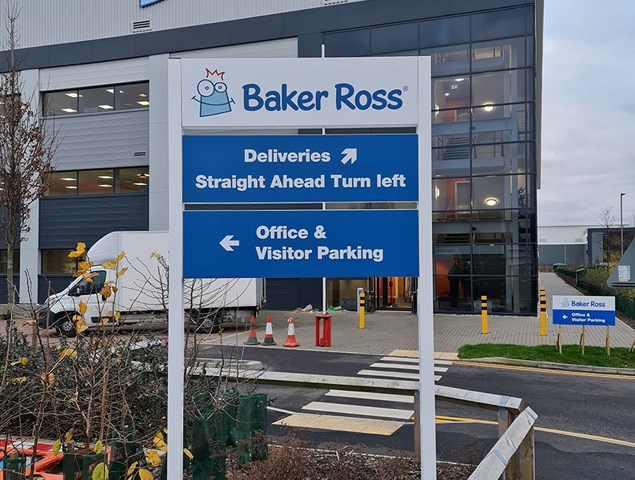 Baker Ross®
Deliveries ↗
Straight Ahead Turn left
← Office &
Visitor Parking
Baker Ross
Office &
← Visitor Parking